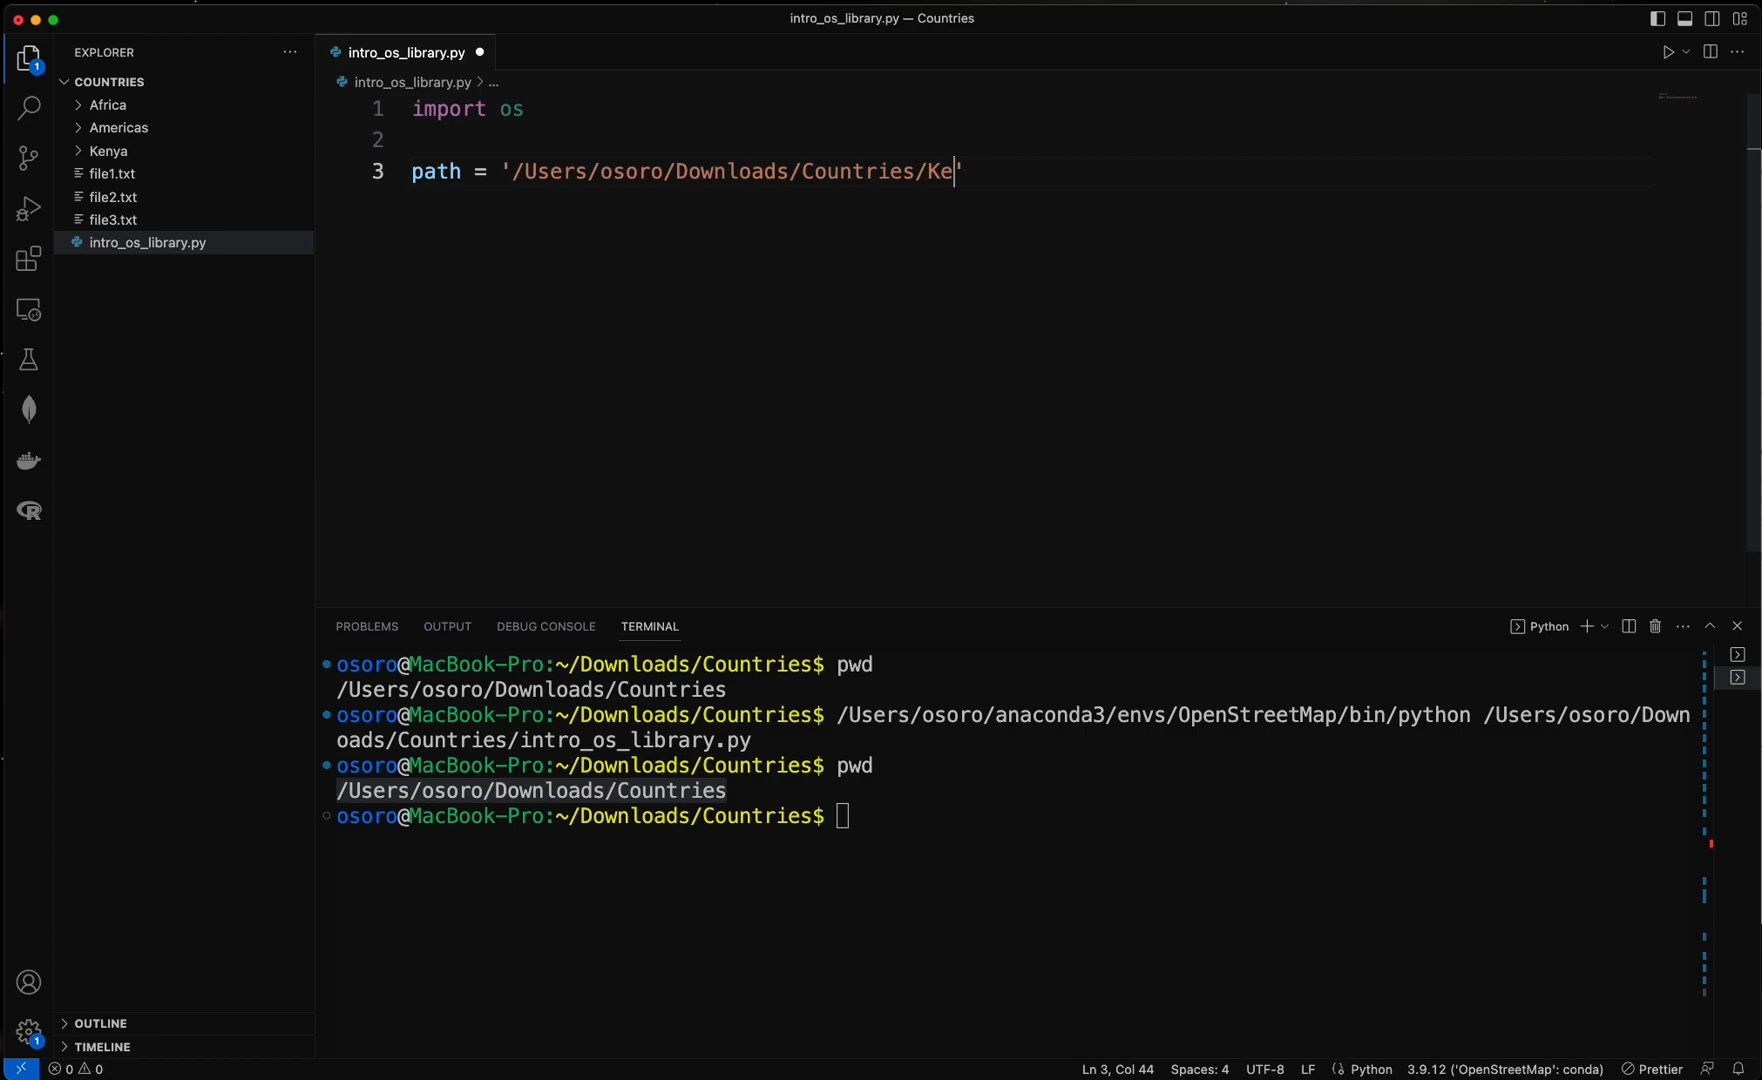 intro_os_library.py — Countries
EXPLORER
COUNTRIES
Africa
Americas
Kenya
file1.txt
file2.txt
file3.txt
intro_os_library.py
OUTLINE
TIMELINE
1
1
intro_os_library.py
intro_os_library.py > ...
1 import os
2
3 path = '/Users/osoro/Downloads/Countries/Ke'
PROBLEMS OUTPUT DEBUG CONSOLE TERMINAL
Python
osoro@MacBook-Pro:~/Downloads/Countries$ pwd
/Users/osoro/Downloads/Countries
osoro@MacBook-Pro:~/Downloads/Countries$ /Users/osoro/anaconda3/envs/OpenStreetMap/bin/python /Users/osoro/Down
oads/Countries/intro_os_library.py
osoro@MacBook-Pro:~/Downloads/Countries$ pwd
/Users/osoro/Downloads/Countries
osoro@MacBook-Pro:~/Downloads/Countries$
0 0 Ln 3, Col 44 Spaces: 4 UTF-8 LF Python 3.9.12 ('OpenStreetMap': conda) Prettier